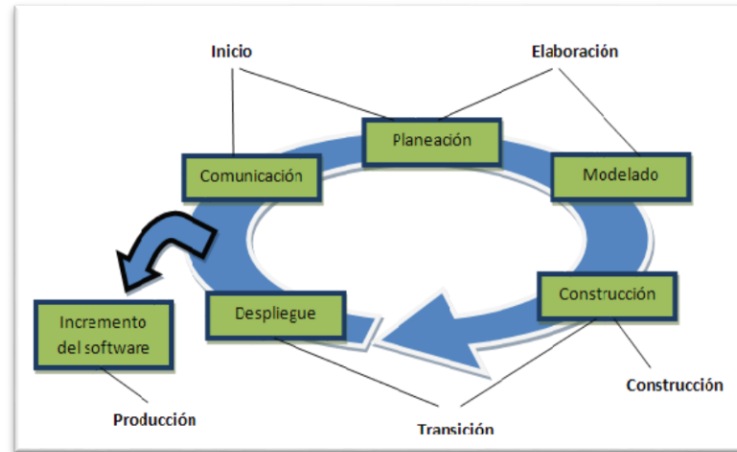 Inicio
Elaboración
Planeación
Comunicación
Modelado
Despliegue
Construcción
Incremento
del software
Construcción
Producción
Transición